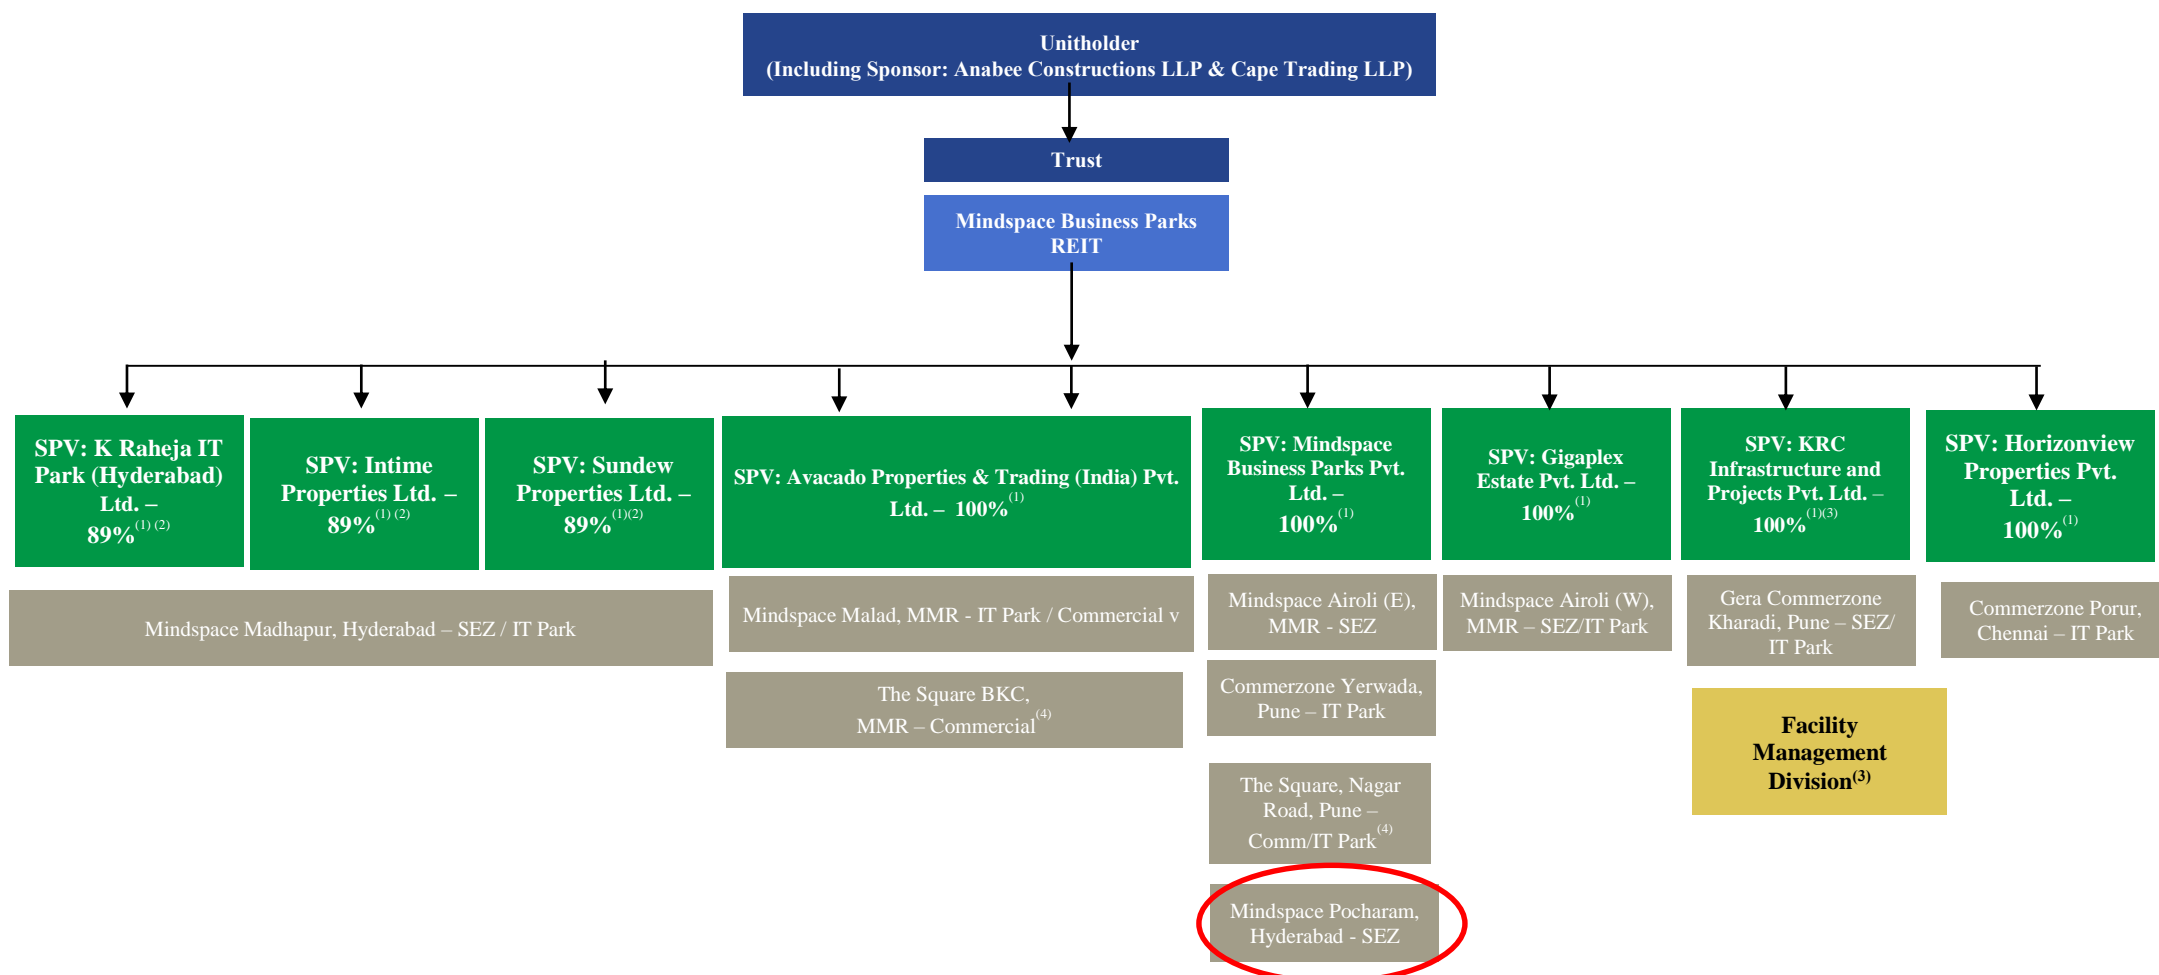 Unitholder
(Including Sponsor: Anabee Constructions LLP & Cape Trading LLP)
Trust
Mindspace Business Parks
REIT
SPV: K Raheja IT
Park (Hyderabad)
Ltd. –
89%(1) (2)
SPV: Intime
Properties Ltd. –
89%(1) (2)
SPV: Sundew
Properties Ltd. –
89%(1)(2)
SPV: Avacado Properties & Trading (India) Pvt.
Ltd. – 100%(1)
SPV: Mindspace
Business Parks Pvt.
Ltd. –
100%(1)
SPV: Gigaplex
Estate Pvt. Ltd. –
100%(1)
SPV: KRC
Infrastructure and
Projects Pvt. Ltd. –
100%(1)(3)
SPV: Horizonview
Properties Pvt.
Ltd. –
100%(1)
Mindspace Madhapur, Hyderabad – SEZ / IT Park
Mindspace Malad, MMR - IT Park / Commercial v
The Square BKC,
MMR – Commercial(4)
Mindspace Airoli (E),
MMR - SEZ
Commerzone Yerwada,
Pune – IT Park
The Square, Nagar
Road, Pune –
Comm/IT Park(4)
Mindspace Pocharam,
Hyderabad - SEZ
Mindspace Airoli (W),
MMR – SEZ/IT Park
Gera Commerzone
Kharadi, Pune – SEZ/
IT Park
Facility
Management
Division(3)
Commerzone Porur,
Chennai – IT Park